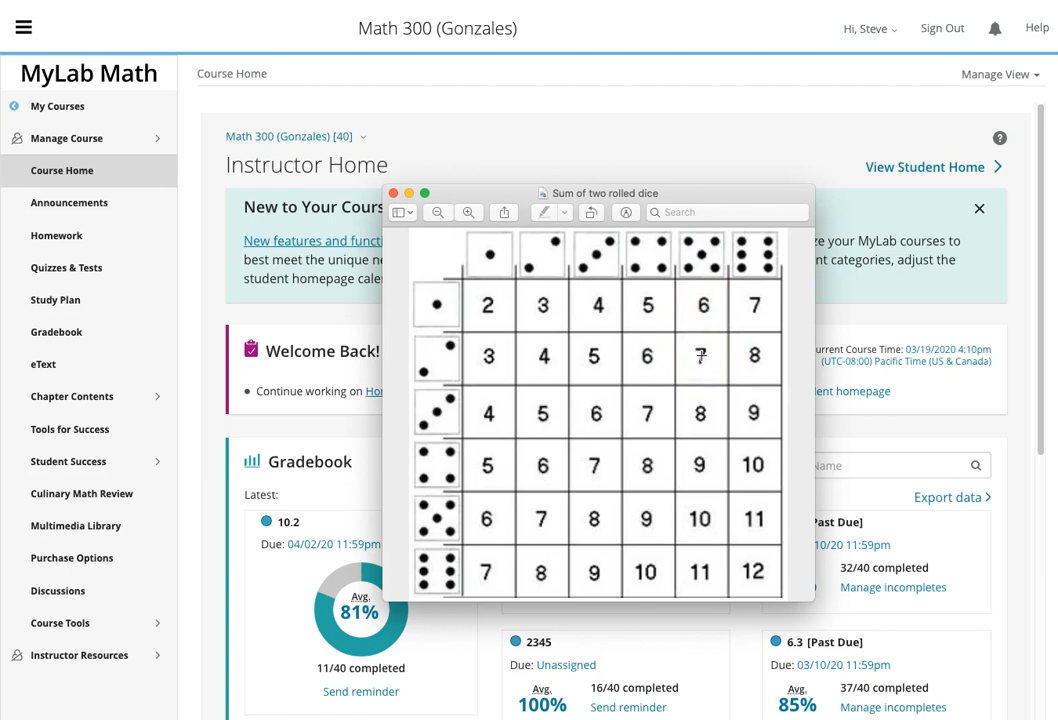 Math 300 (Gonzales)
Hi, Steve
Sign Out
Help
MyLab Math
Course Home
Manage View
My Courses
Manage Course
Course Home
Announcements
Homework
Quizzes & Tests
Study Plan
Gradebook
eText
Chapter Contents
Tools for Success
Student Success
Culinary Math Review
Multimedia Library
Purchase Options
Discussions
Course Tools
Instructor Resources
Math 300 (Gonzales) [40]
?
Instructor Home
View Student Home
New to Your Cours
New features and functi
ze your MyLab courses to
best meet the unique ne
nt categories, adjust the
student homepage cale
Sum of two rolled dice
Search
2 3 4 5 6 7
3 4 5 6 7 8
4 5 6 7 8 9
5 6 7 8 9 10
6 7 8 9 10 11
7 8 9 10 11 12
Welcome Back!
urrent Course Time: 03/19/2020 4:10pm
(UTC-08:00) Pacific Time (US & Canada)
Continue working on Ho
ent homepage
Gradebook
Name
Latest:
Export data
10.2
Due: 04/02/20 11:59pm
Avg.
81%
11/40 completed
Send reminder
[Past Due]
/10/20 11:59pm
32/40 completed
Manage incompletes
2345
Due: Unassigned
Avg.
100%
16/40 completed
Send reminder
6.3 [Past Due]
Due: 03/10/20 11:59pm
Avg.
85%
37/40 completed
Manage incompletes